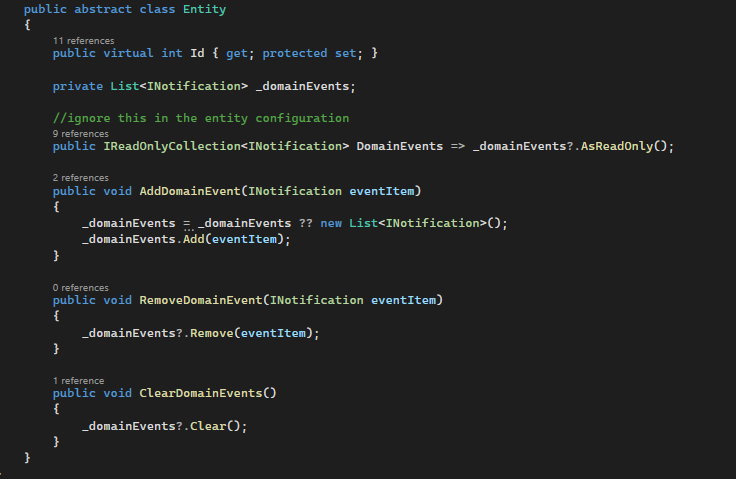 public abstract class Entity
{
11 references
public virtual int Id { get; protected set; }
private List<INotification> _domainEvents;
//ignore this in the entity configuration
9 references
public IReadOnlyCollection<INotification> DomainEvents => _domainEvents?.AsReadOnly();
2 references
public void AddDomainEvent(INotification eventItem)
{
_domainEvents = _domainEvents ?? new List<INotification>();
_domainEvents.Add(eventItem);
}
0 references
public void RemoveDomainEvent(INotification eventItem)
{
_domainEvents?.Remove(eventItem);
}
1 reference
public void ClearDomainEvents()
{
_domainEvents?.Clear();
}
}